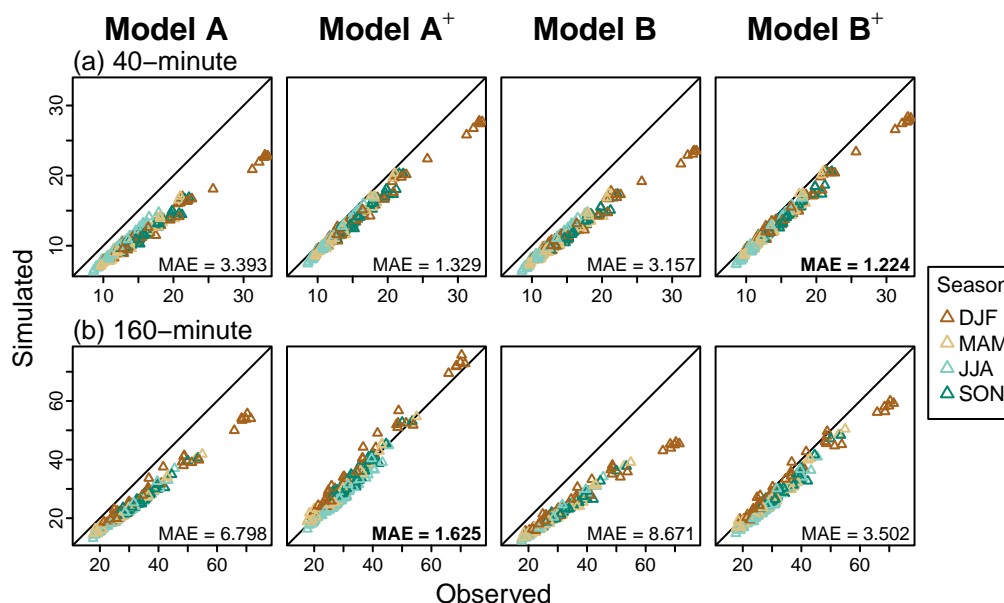 Model A
Model A+
Model B
Model B+
(a) 40−minute
30
20
10
MAE = 3.393
MAE = 1.329
MAE = 3.157
MAE = 1.224
10 20 30
10 20 30
10 20 30
10 20 30
Simulated
Season
DJF
MAM
JJA
SON
(b) 160−minute
60
40
20
MAE = 6.798
MAE = 1.625
MAE = 8.671
MAE = 3.502
20 40 60
20 40 60
20 40 60
20 40 60
Observed